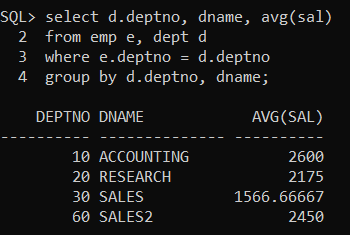 SQL> select d.deptno, dname, avg(sal)
  2  from emp e, dept d
  3  where e.deptno = d.deptno
  4  group by d.deptno, dname;

    DEPTNO DNAME            AVG(SAL)
---------- -------------- ----------
        10 ACCOUNTING           2600
        20 RESEARCH             2175
        30 SALES          1566.66667
        60 SALES2               2450